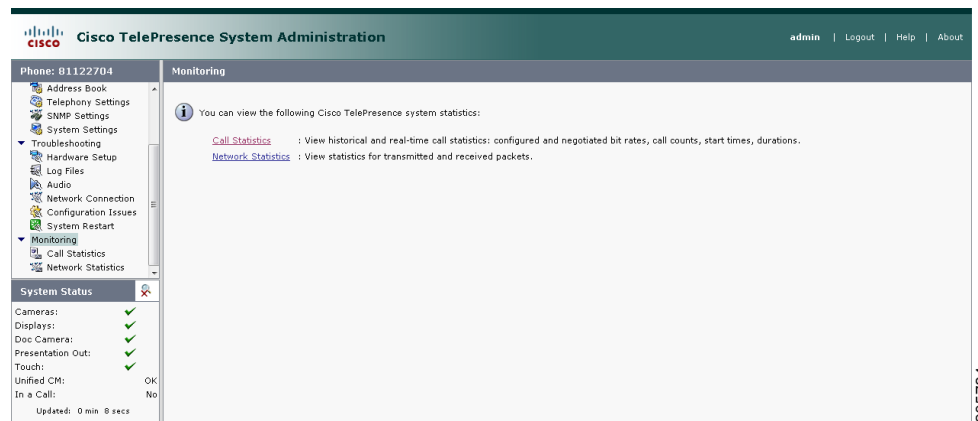 CISCO Cisco TelePresence System Administration
admin | Logout | Help | About
Phone: 81122704
Address Book
Telephony Settings
SNMP Settings
System Settings
Troubleshooting
Hardware Setup
Log Files
Audio
Network Connection
Configuration Issues
System Restart
Monitoring
Call Statistics
Network Statistics
System Status
Cameras:
Displays:
Doc Camera:
Presentation Out:
Touch:
Unified CM: OK
In a Call: No
Updated: 0 min 8 secs
Monitoring
You can view the following Cisco TelePresence system statistics:
Call Statistics : View historical and real-time call statistics: configured and negotiated bit rates, call counts, start times, durations.
Network Statistics : View statistics for transmitted and received packets.